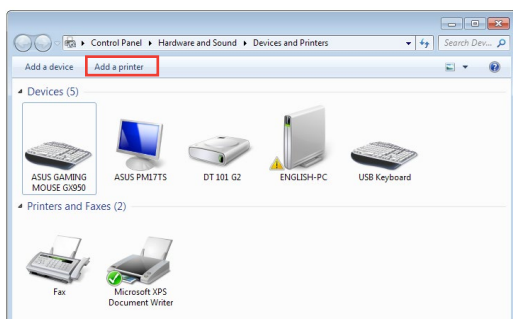 Control Panel ▸ Hardware and Sound ▸ Devices and Printers
Search Dev...
Add a device Add a printer
Devices (5)
ASUS GAMING MOUSE GX950
ASUS PM17TS
DT 101 G2
ENGLISH-PC
USB Keyboard
Printers and Faxes (2)
Fax
Microsoft XPS Document Writer